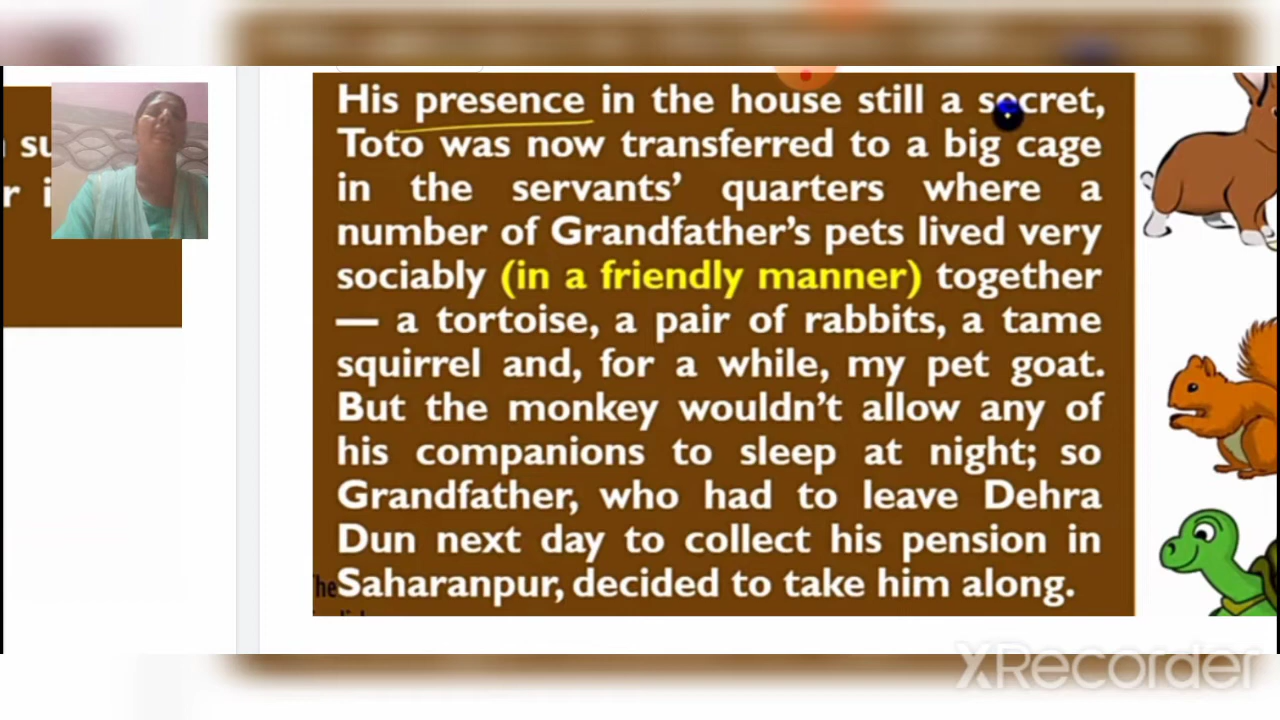 His presence in the house still a secret,
Toto was now transferred to a big cage
in the servants' quarters where a
number of Grandfather's pets lived very
sociably (in a friendly manner) together
— a tortoise, a pair of rabbits, a tame
squirrel and, for a while, my pet goat.
But the monkey wouldn't allow any of
his companions to sleep at night; so
Grandfather, who had to leave Dehra
Dun next day to collect his pension in
Saharanpur, decided to take him along.
XRecorder